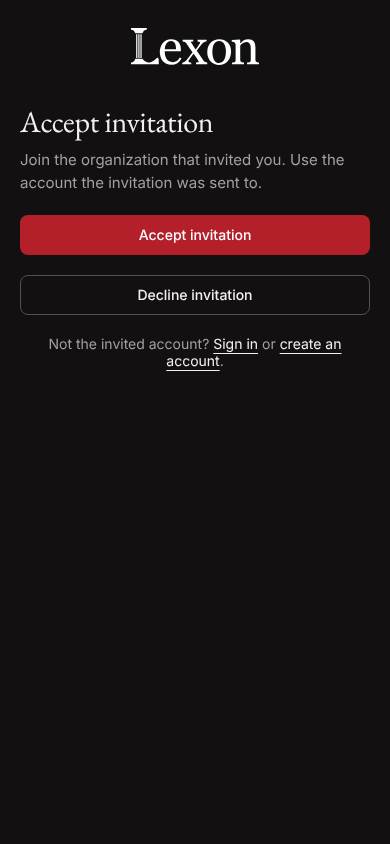 Lexon
Accept invitation
Join the organization that invited you. Use the
account the invitation was sent to.
Accept invitation
Decline invitation
Not the invited account? Sign in or create an
account.